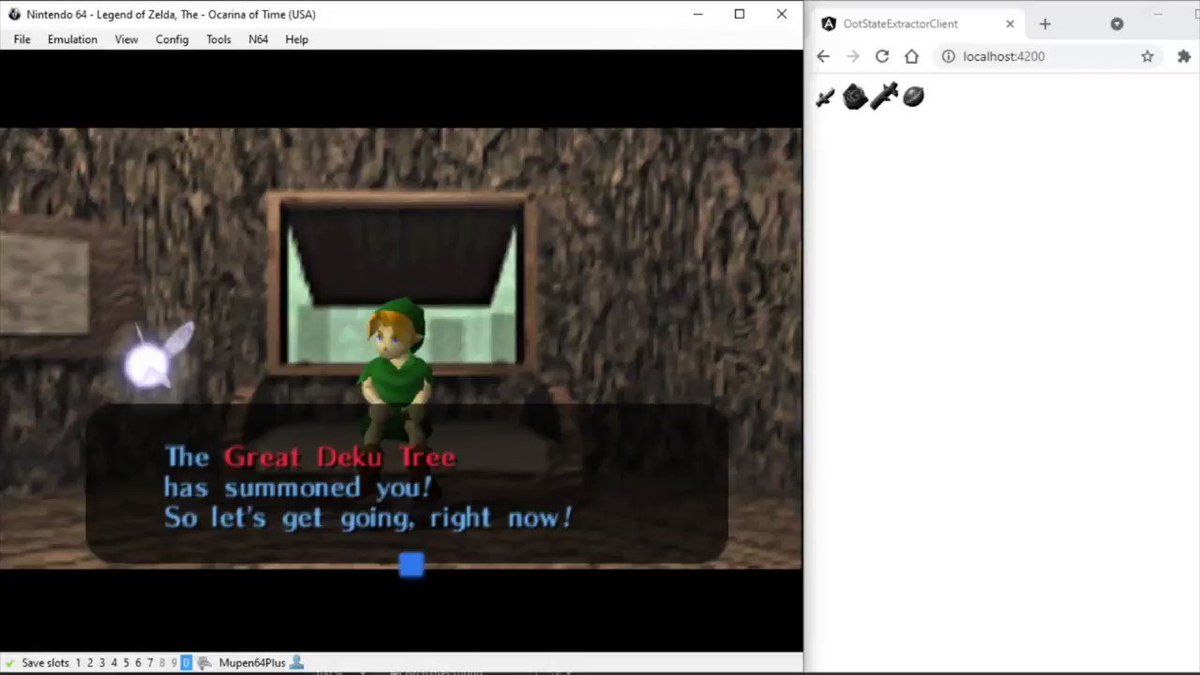 Nintendo 64 - Legend of Zelda, The - Ocarina of Time (USA)
File Emulation View Config Tools N64 Help
OotStateExtractorClient
localhost:4200
The Great Deku Tree
has summoned you!
So let's get going, right now!
Save slots 1 2 3 4 5 6 7 8 9 0 Mupen64Plus